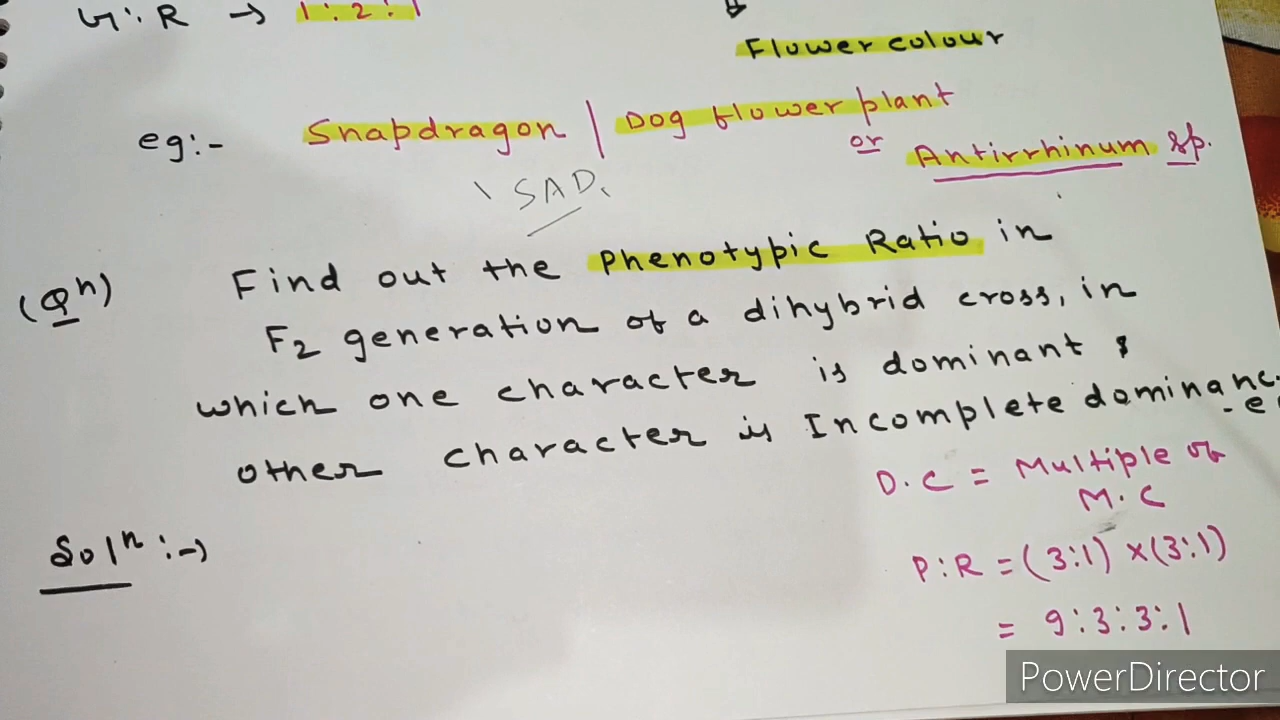 G:R → 1:2:1
Flower colour
eg:- Snapdragon | Dog flower plant
or Antirrhinum sp.
SAD
(Qⁿ) Find out the Phenotypic Ratio in
F₂ generation of a dihybrid cross, in
which one character is dominant &
other character is Incomplete dominanc
-e
D.C = Multiple of
M.C
Solⁿ :→
P:R = (3:1) × (3:1)
= 9:3:3:1
PowerDirector